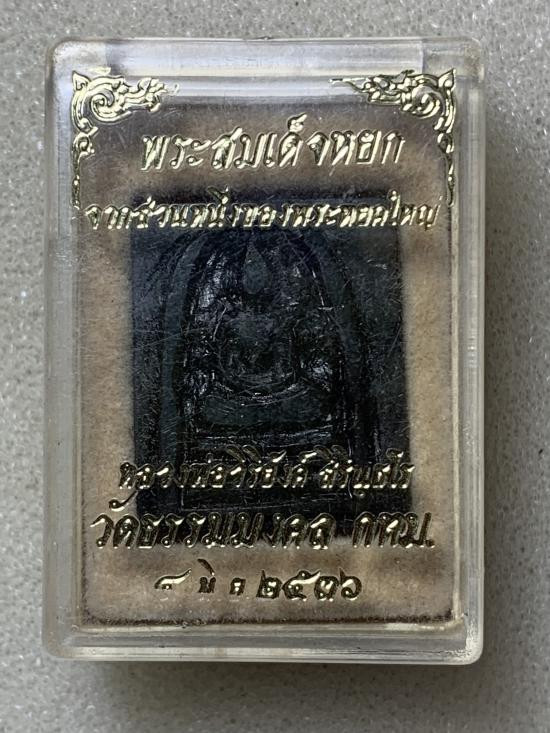 พระสมเด็จหยก
จากส่วนหนึ่งของพระหยกใหญ่
หลวงพ่อวิริยังค์ สิรินฺธโร
วัดธรรมมงคล กทม.
๘ มิ ย ๒๕๓๖